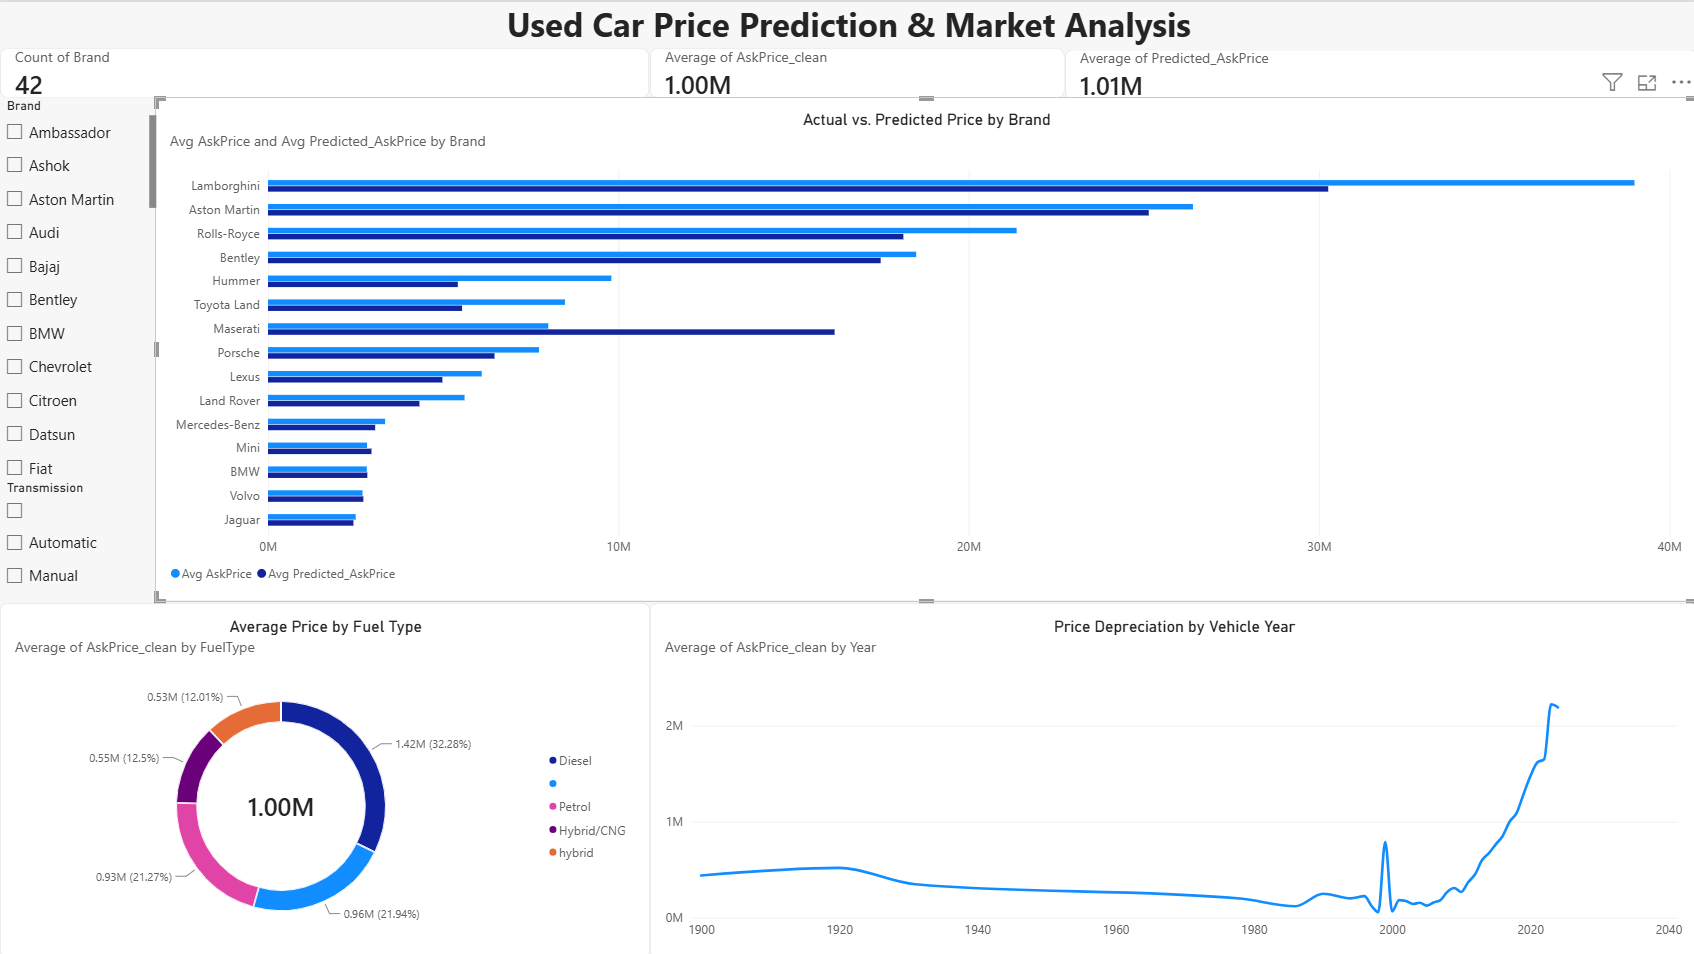 Used Car Price Prediction & Market Analysis
Count of Brand
42
Average of AskPrice_clean
1.00M
Average of Predicted_AskPrice
1.01M
Brand
Ambassador
Ashok
Aston Martin
Audi
Bajaj
Bentley
BMW
Chevrolet
Citroen
Datsun
Fiat
Transmission
Automatic
Manual
Actual vs. Predicted Price by Brand
Avg AskPrice and Avg Predicted_AskPrice by Brand
Lamborghini
Aston Martin
Rolls-Royce
Bentley
Hummer
Toyota Land
Maserati
Porsche
Lexus
Land Rover
Mercedes-Benz
Mini
BMW
Volvo
Jaguar
0M 10M 20M 30M 40M
Avg AskPrice Avg Predicted_AskPrice
Average Price by Fuel Type
Average of AskPrice_clean by FuelType
0.53M (12.01%)
1.42M (32.28%)
0.55M (12.5%)
1.00M
0.93M (21.27%)
0.96M (21.94%)
Diesel
Petrol
Hybrid/CNG
hybrid
Price Depreciation by Vehicle Year
Average of AskPrice_clean by Year
2M
1M
0M
1900 1920 1940 1960 1980 2000 2020 2040